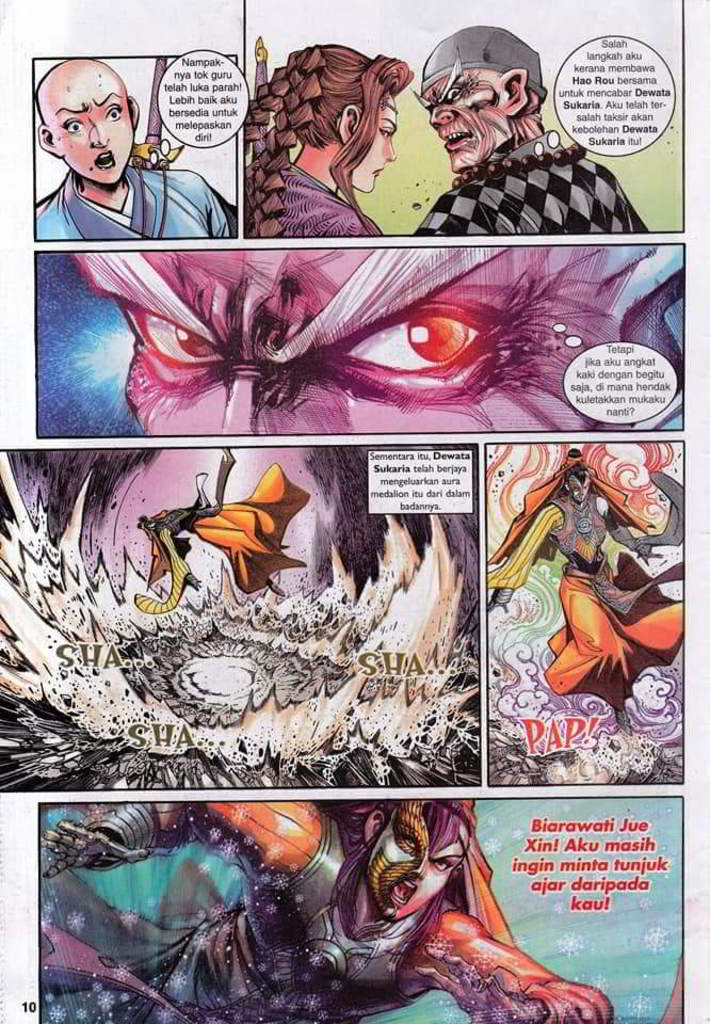 Nampak-
nya tok guru
telah luka parah!
Lebih baik aku
bersedia untuk
melepaskan
diri!
Salah
langkah aku
kerana membawa
Hao Rou bersama
untuk mencabar Dewata
Sukaria. Aku telah ter-
salah taksir akan
kebolehan Dewata
Sukaria itu!
Tetapi
jika aku angkat
kaki dengan begitu
saja, di mana hendak
kuletakkan mukaku
nanti?
Sementara itu, Dewata
Sukaria telah berjaya
mengeluarkan aura
medalion itu dari dalam
badannya.
SHA...
SHA...
SHA...
PAP!
Biarawati Jue
Xin! Aku masih
ingin minta tunjuk
ajar daripada
kau!
10